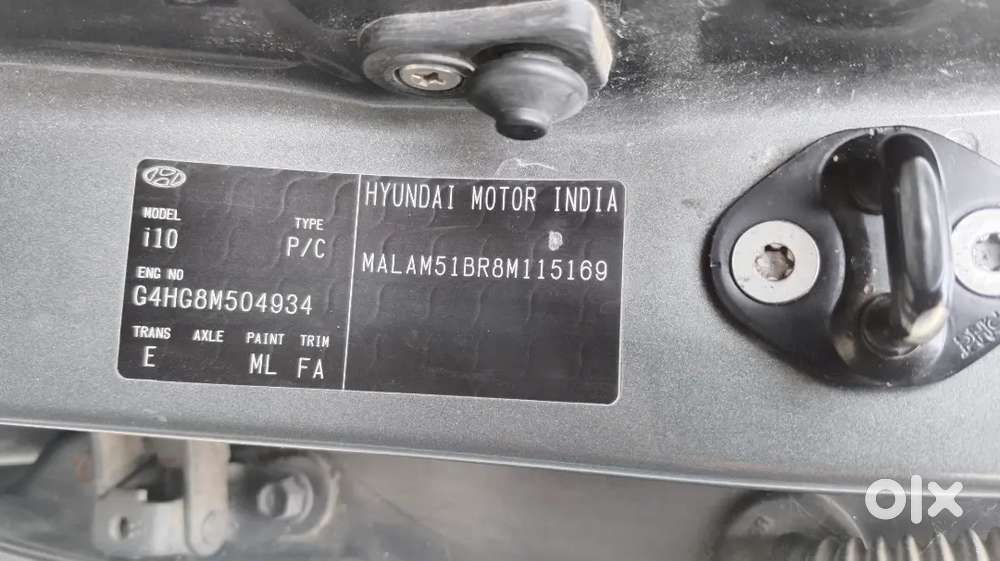 HYUNDAI MOTOR INDIA
MODEL TYPE
i10 P/C
ENG NO
G4HG8M504934
TRANS AXLE PAINT TRIM
E ML FA
MALAM51BR8M115169
olx